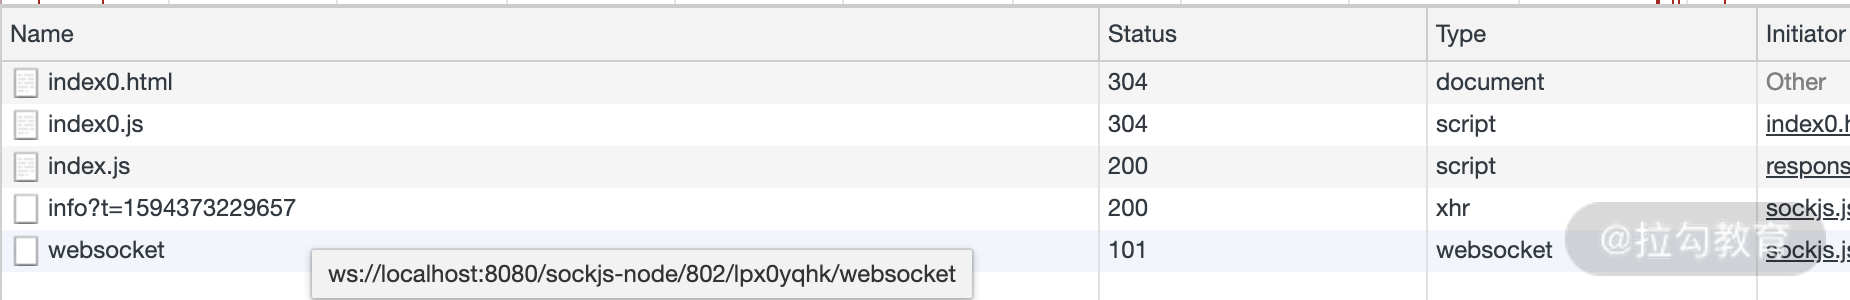 Name Status Type Initiator
index0.html 304 document Other
index0.js 304 script index0.h
index.js 200 script respons
info?t=1594373229657 200 xhr sockjs.js
websocket 101 websocket sockjs.js
ws://localhost:8080/sockjs-node/802/lpx0yqhk/websocket
@拉勾教育